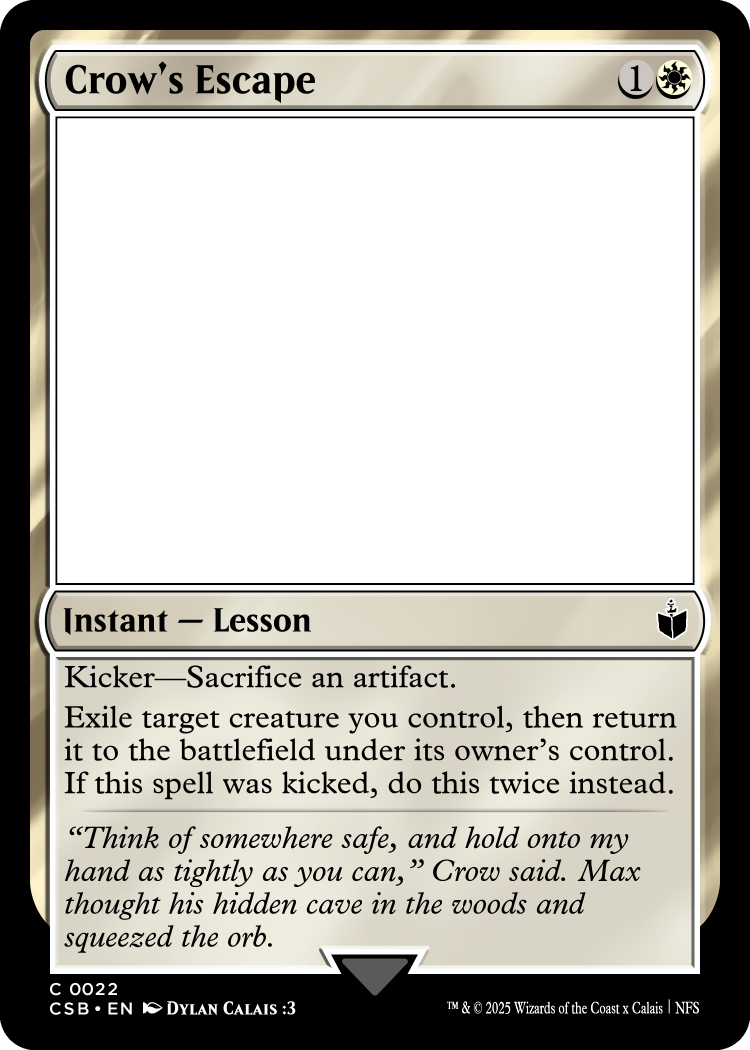 Crow's Escape 1
Instant — Lesson
Kicker—Sacrifice an artifact.
Exile target creature you control, then return
it to the battlefield under its owner's control.
If this spell was kicked, do this twice instead.
“Think of somewhere safe, and hold onto my
hand as tightly as you can,” Crow said. Max
thought his hidden cave in the woods and
squeezed the orb.
C 0022
CSB • EN Dylan Calais :3
™ & © 2025 Wizards of the Coast x Calais | NFS